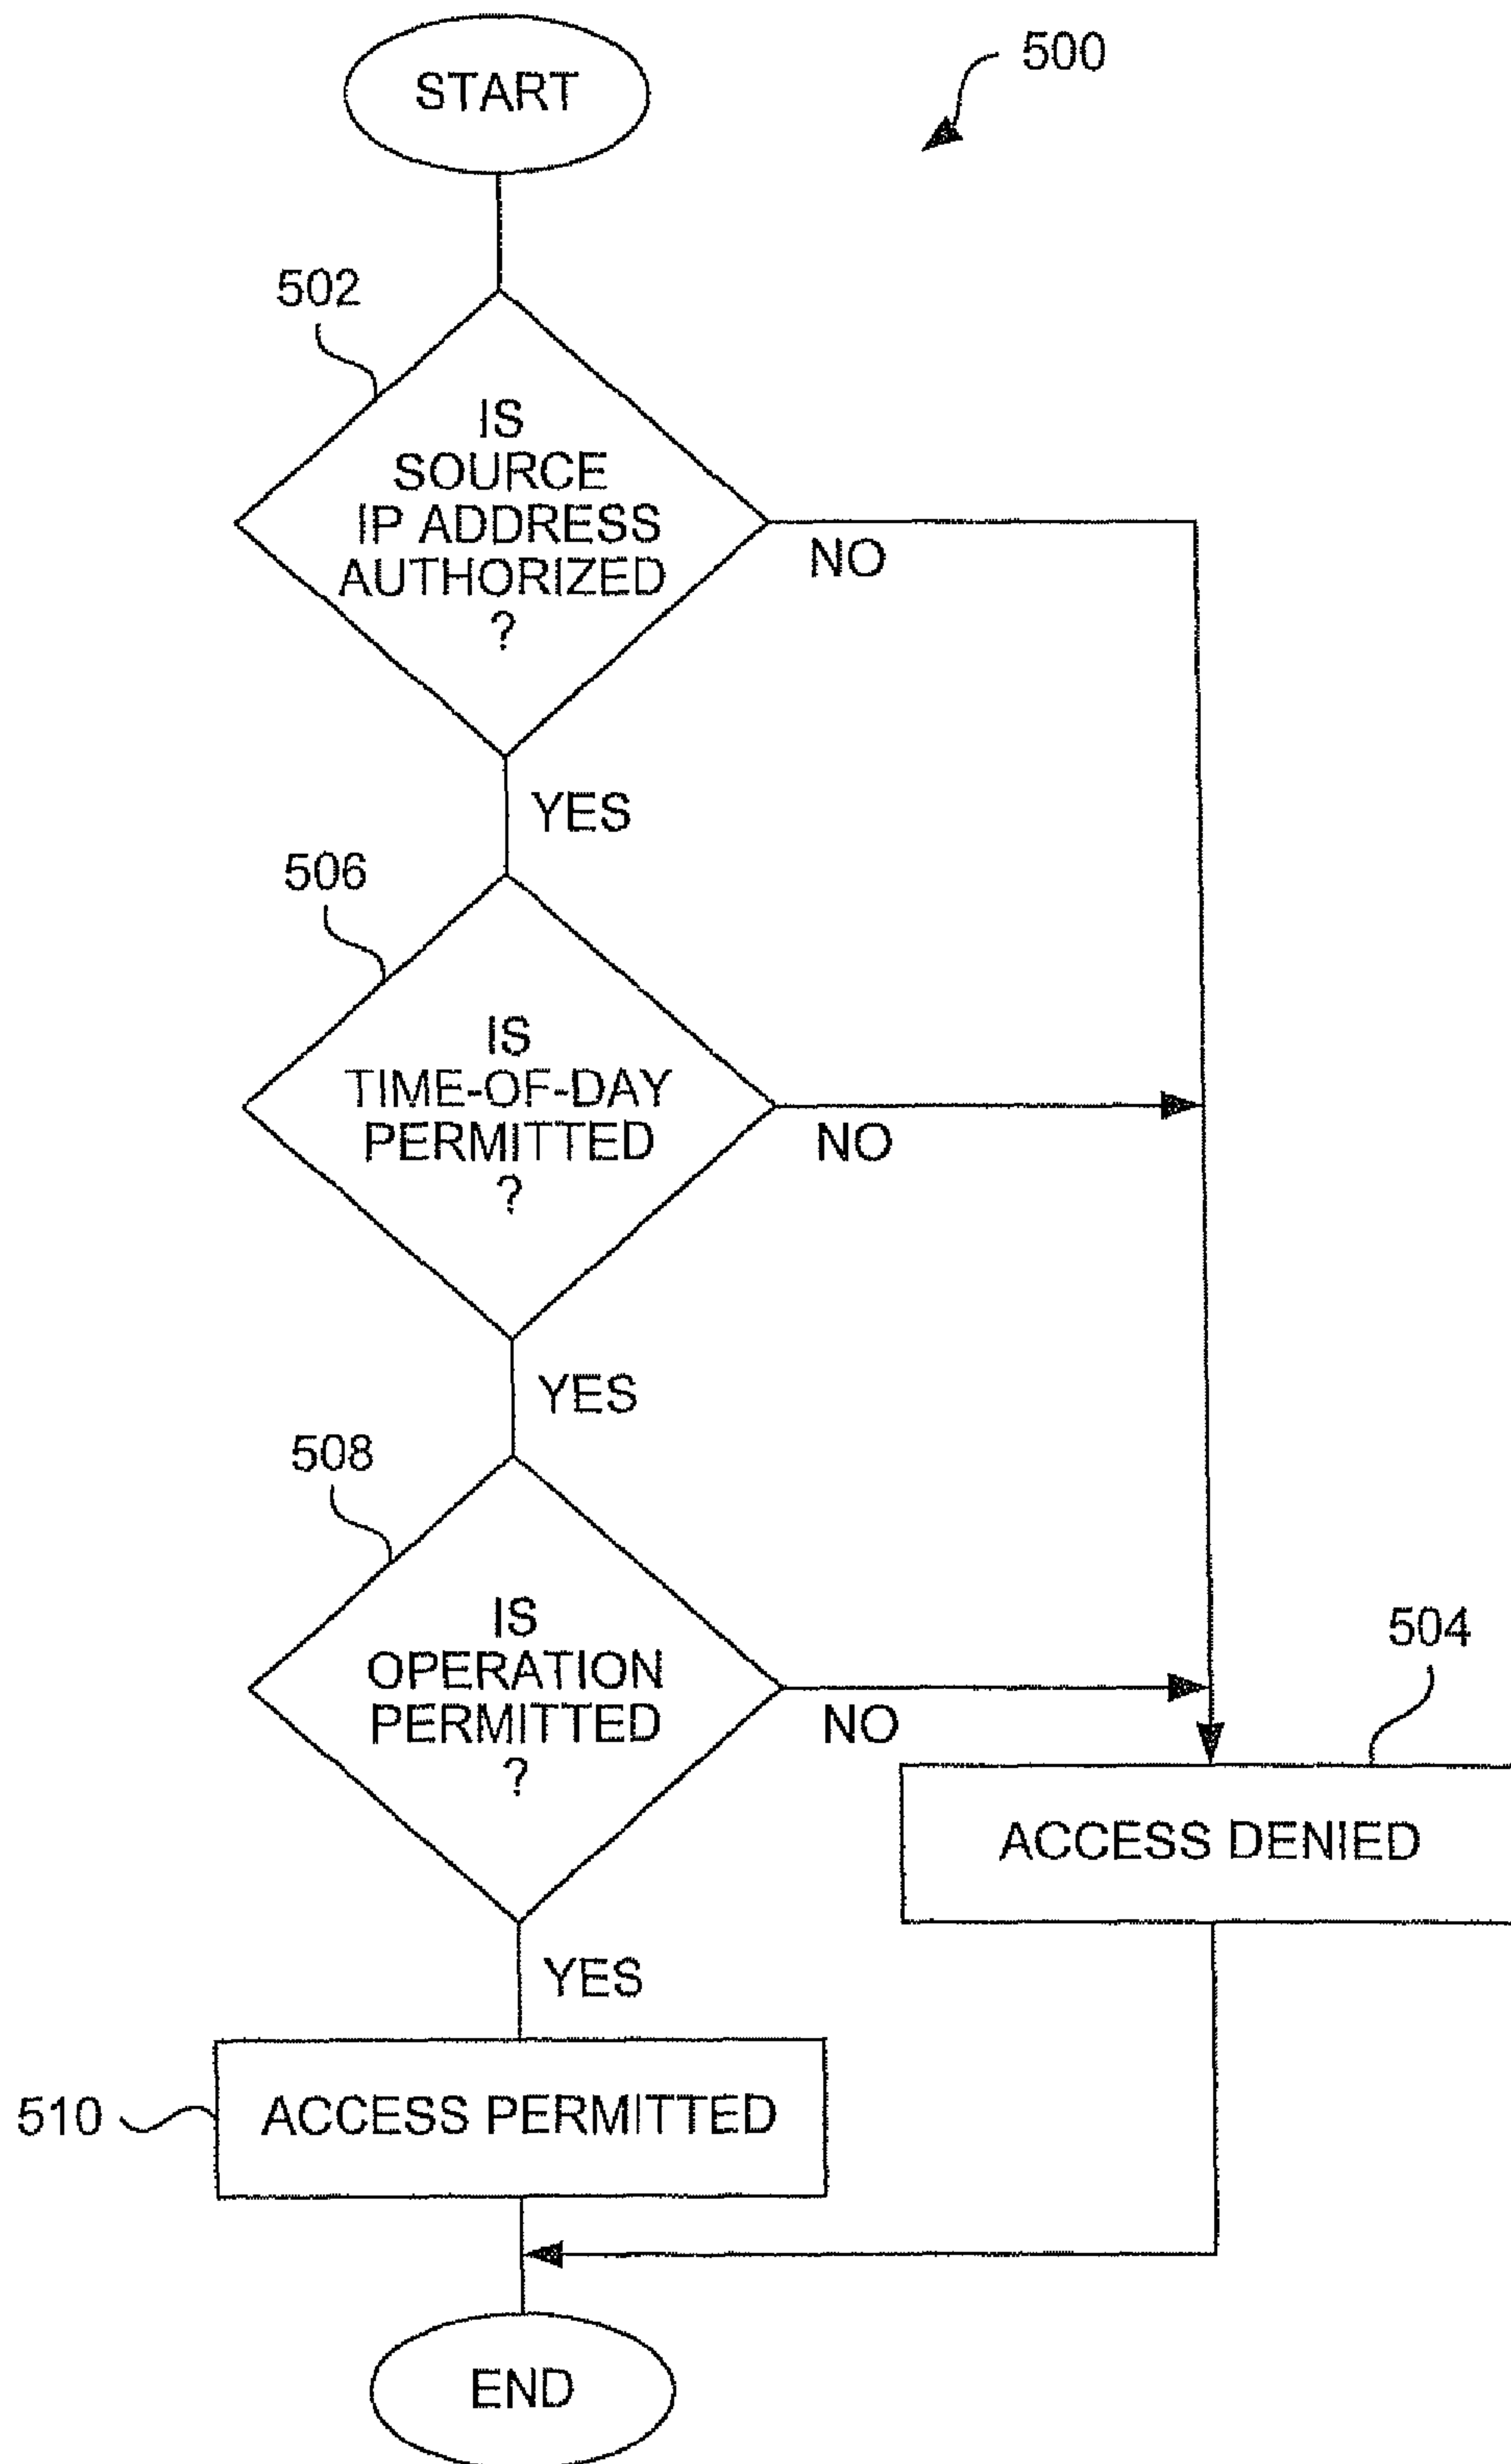 START
500
502
IS
SOURCE
IP ADDRESS
AUTHORIZED
?
NO
YES
506
IS
TIME-OF-DAY
PERMITTED
?
NO
YES
508
IS
OPERATION
PERMITTED
?
NO
504
ACCESS DENIED
YES
510
ACCESS PERMITTED
END